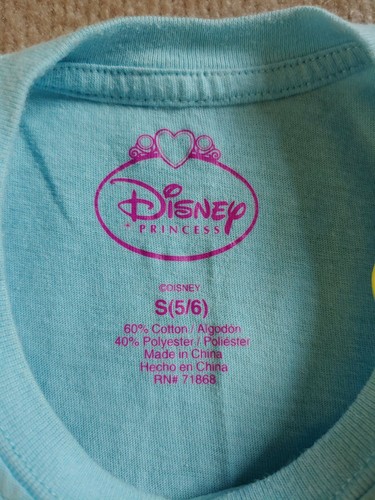 Disney
PRINCESS
©DISNEY
S(5/6)
60% Cotton / Algodón
40% Polyester / Poliéster
Made in China
Hecho en China
RN# 71868